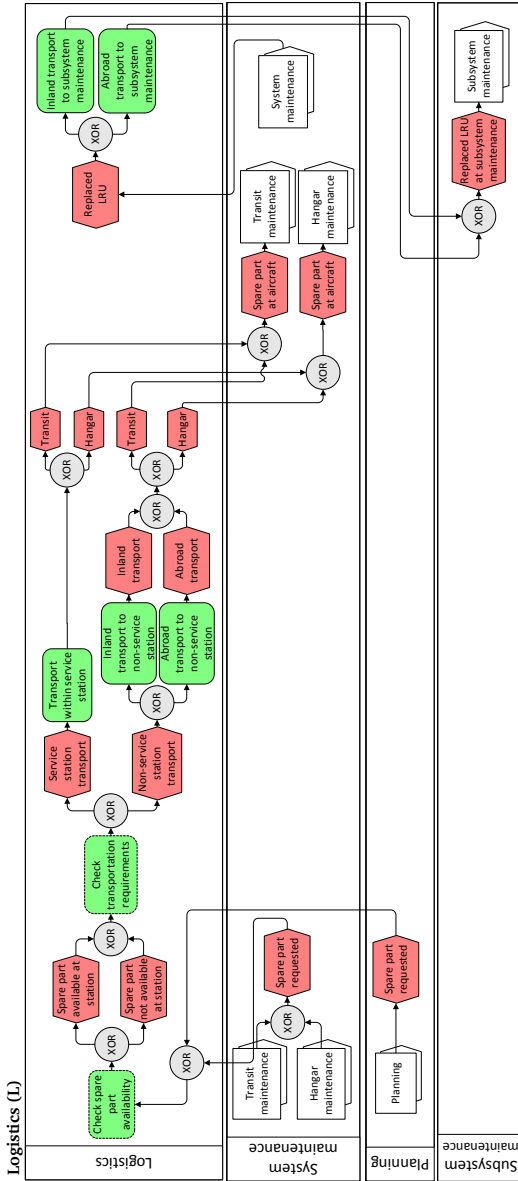 Logistics (L)
Logistics
Check spare
part
availability
XOR
Spare part
available at
station
Spare part
not available
at station
XOR
Check
transportation
requirements
XOR
Service
station
transport
Non-service
station
transport
Transport
within service
station
XOR
Inland
transport to
non-service
station
Abroad
transport to
non-service
station
Inland
transport
Abroad
transport
XOR
XOR
Transit
Hangar
XOR
Transit
Hangar
Replaced
LRU
XOR
Inland transport
to subsystem
maintenance
Abroad
transport to
subsystem
maintenance
XOR
System
maintenance
Transit
maintenance
Hangar
maintenance
XOR
Spare part
requested
XOR
XOR
Spare part
at aircraft
Spare part
at aircraft
Transit
maintenance
Hangar
maintenance
System
maintenance
Planning
Planning
Spare part
requested
Subsystem
maintenance
XOR
Replaced LRU
at subsystem
maintenance
Subsystem
maintenance